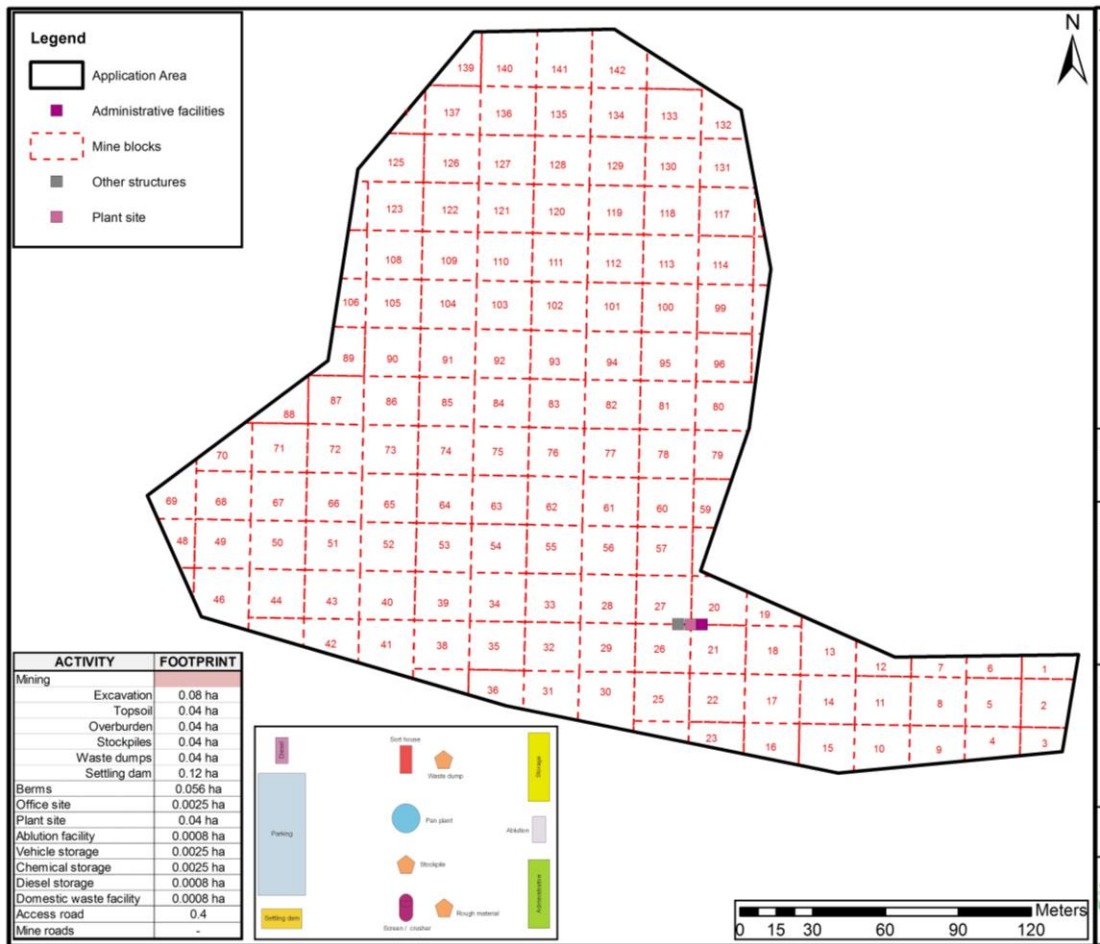 Legend
Application Area
Administrative facilities
Mine blocks
Other structures
Plant site
N
139 140 141 142
137 136 135 134 133 132
125 126 127 128 129 130 131
123 122 121 120 119 118 117
108 109 110 111 112 113 114
106 105 104 103 102 101 100 99
89 90 91 92 93 94 95 96
88 87 86 85 84 83 82 81 80
70 71 72 73 74 75 76 77 78 79
69 68 67 66 65 64 63 62 61 60 59
48 49 50 51 52 53 54 55 56 57
46 44 43 40 39 34 33 28 27 20 19
42 41 38 35 32 29 26 21 18 13 12 7 6 1
36 31 30 25 22 17 14 11 8 5 2
23 16 15 10 9 4 3
ACTIVITY FOOTPRINT
Mining
Excavation 0.08 ha
Topsoil 0.04 ha
Overburden 0.04 ha
Stockpiles 0.04 ha
Waste dumps 0.04 ha
Settling dam 0.12 ha
Berms 0.056 ha
Office site 0.0025 ha
Plant site 0.04 ha
Ablution facility 0.0008 ha
Vehicle storage 0.0025 ha
Chemical storage 0.0025 ha
Diesel storage 0.0008 ha
Domestic waste facility 0.0008 ha
Access road 0.4
Mine roads -
Diesel
Sort house
Waste dump
Storage
Parking
Pan plant
Ablution
Stockpile
Administrative
Settling dam
Screen / crusher
Rough material
Meters
0 15 30 60 90 120